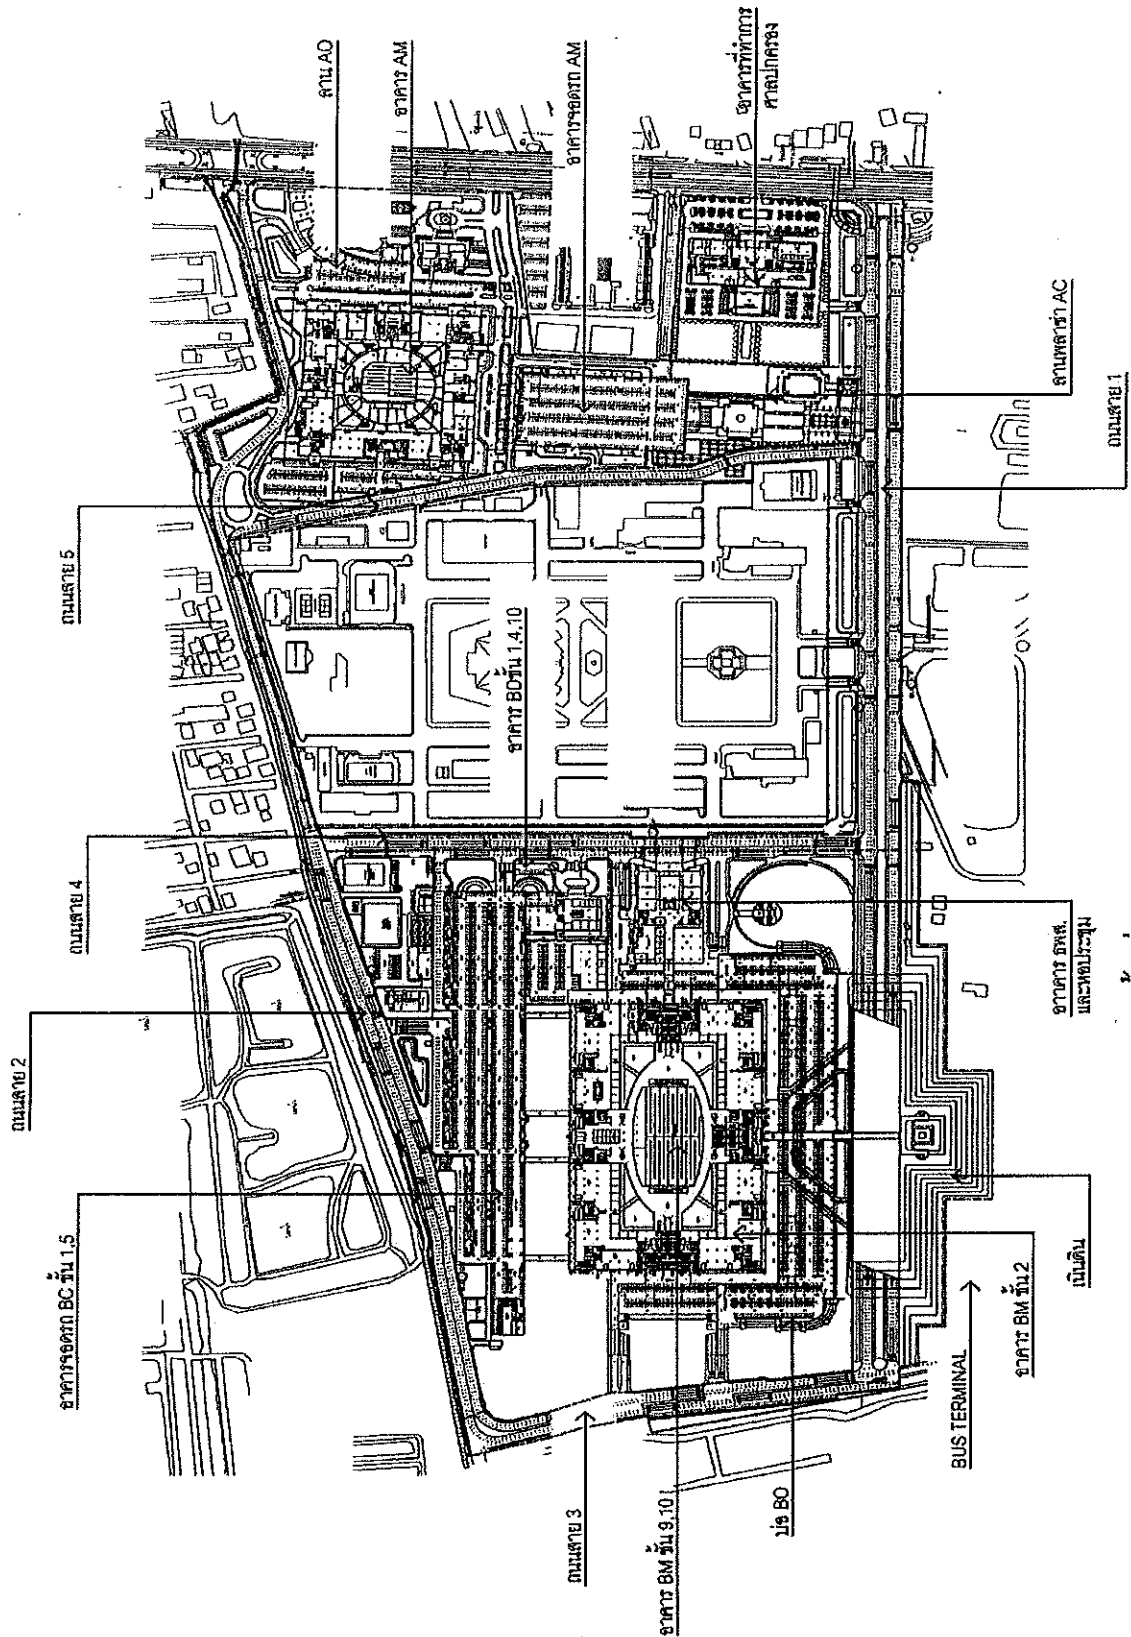 ลาน AO
อาคาร AM
อาคารจอดรถ AM
อาคารที่ทำการ
ศาลปกครอง
ถนนสาย 5
ถนนสาย 4
ถนนสาย 2
อาคารจอดรถ BC ชั้น 1,5
อาคาร BD ชั้น 1,4,10
ลานพลาซ่า AC
ถนนสาย 1
อาคาร ธพส.
และหอประชุม
เนินดิน
อาคาร BM ชั้น 2
BUS TERMINAL
ถนนสาย 3
อาคาร BM ชั้น 9,10
บ่อ BO